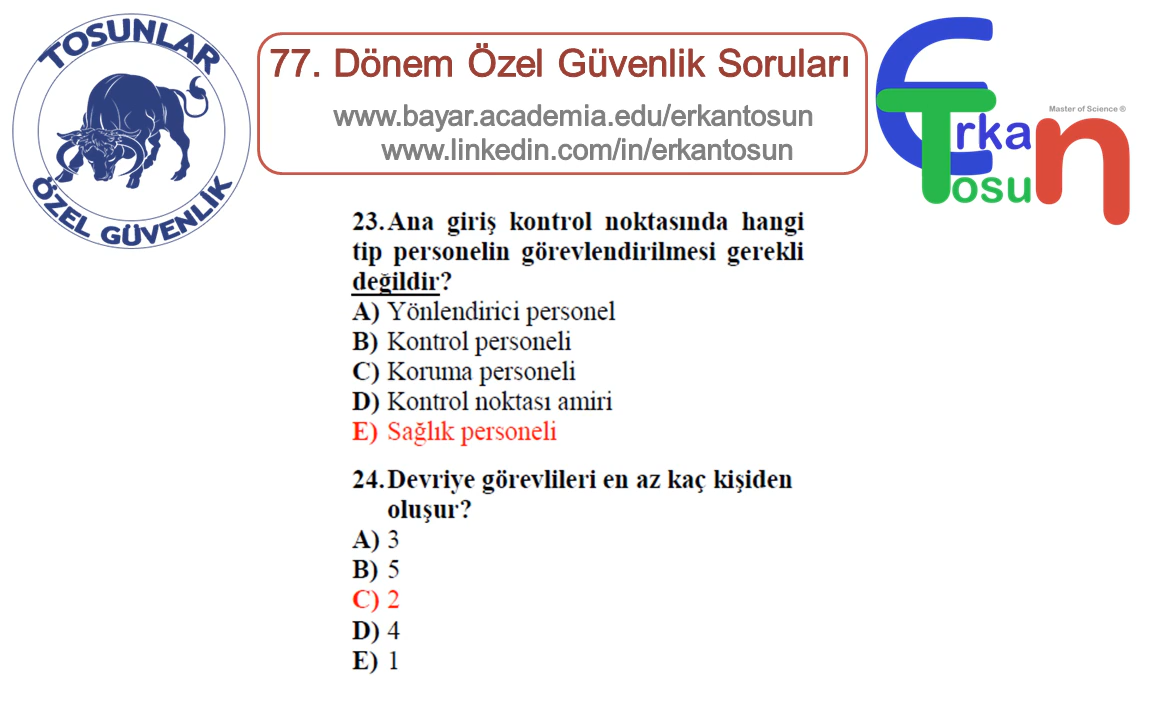 TOSUNLAR
ÖZEL GÜVENLİK
77. Dönem Özel Güvenlik Soruları
www.bayar.academia.edu/erkantosun
www.linkedin.com/in/erkantosun
Master of Science ®
Erkan
Tosun
23. Ana giriş kontrol noktasında hangi
tip personelin görevlendirilmesi gerekli
değildir?
A) Yönlendirici personel
B) Kontrol personeli
C) Koruma personeli
D) Kontrol noktası amiri
E) Sağlık personeli
24. Devriye görevlileri en az kaç kişiden
oluşur?
A) 3
B) 5
C) 2
D) 4
E) 1